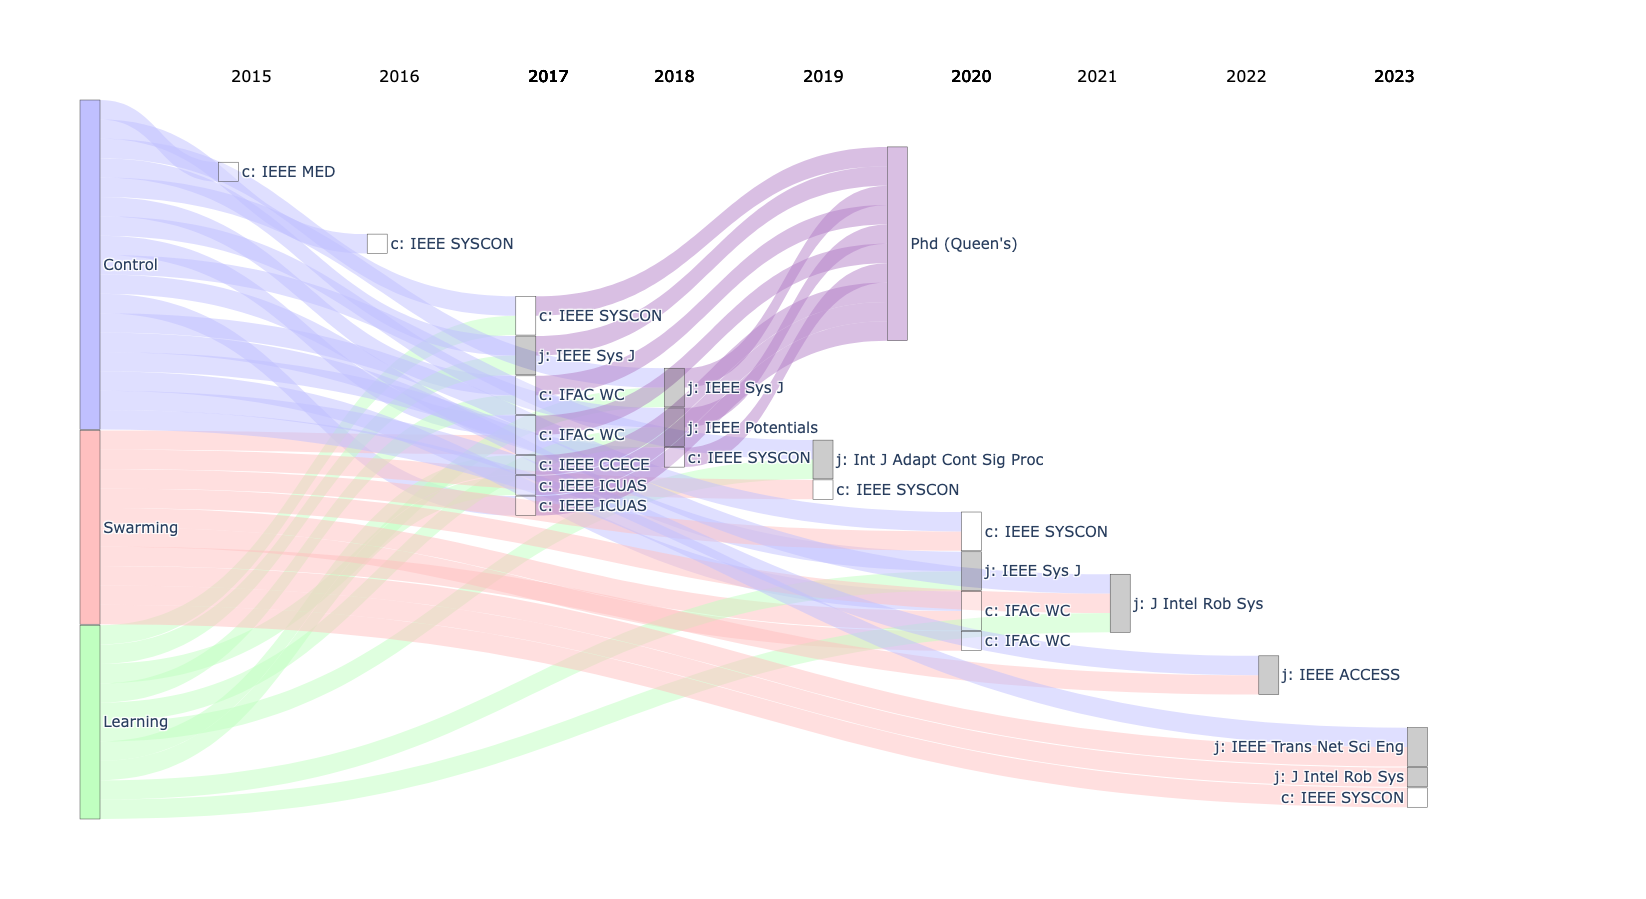 2015 2016 2017 2018 2019 2020 2021 2022 2023
c: IEEE MED
c: IEEE SYSCON
Phd (Queen's)
Control
c: IEEE SYSCON
j: IEEE Sys J
c: IFAC WC
c: IFAC WC
c: IEEE CCECE
c: IEEE ICUAS
c: IEEE ICUAS
j: IEEE Sys J
j: IEEE Potentials
c: IEEE SYSCON
j: Int J Adapt Cont Sig Proc
c: IEEE SYSCON
Swarming
c: IEEE SYSCON
j: IEEE Sys J
c: IFAC WC
c: IFAC WC
j: J Intel Rob Sys
j: IEEE ACCESS
Learning
j: IEEE Trans Net Sci Eng
j: J Intel Rob Sys
c: IEEE SYSCON